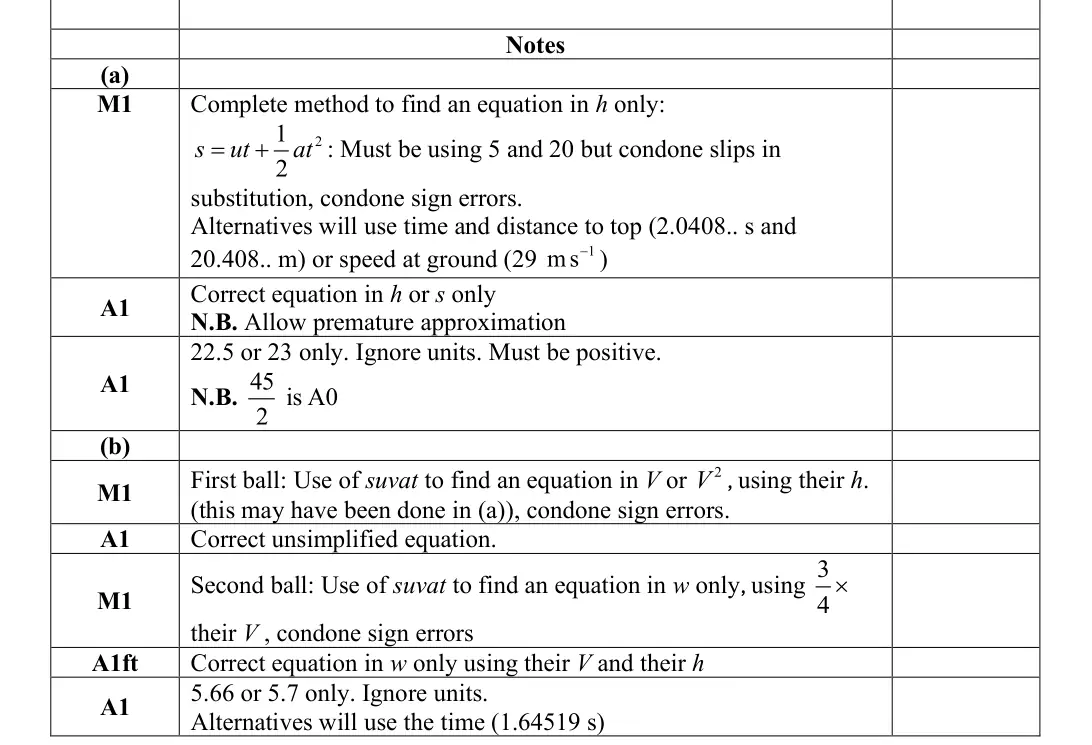 Notes
(a)
M1 Complete method to find an equation in h only:
s = ut + 1/2 at² : Must be using 5 and 20 but condone slips in
substitution, condone sign errors.
Alternatives will use time and distance to top (2.0408.. s and
20.408.. m) or speed at ground (29 m s⁻¹ )
A1 Correct equation in h or s only
N.B. Allow premature approximation
A1 22.5 or 23 only. Ignore units. Must be positive.
N.B. 45/2 is A0
(b)
M1 First ball: Use of suvat to find an equation in V or V² , using their h.
(this may have been done in (a)), condone sign errors.
A1 Correct unsimplified equation.
M1 Second ball: Use of suvat to find an equation in w only, using 3/4 ×
their V , condone sign errors
A1ft Correct equation in w only using their V and their h
A1 5.66 or 5.7 only. Ignore units.
Alternatives will use the time (1.64519 s)